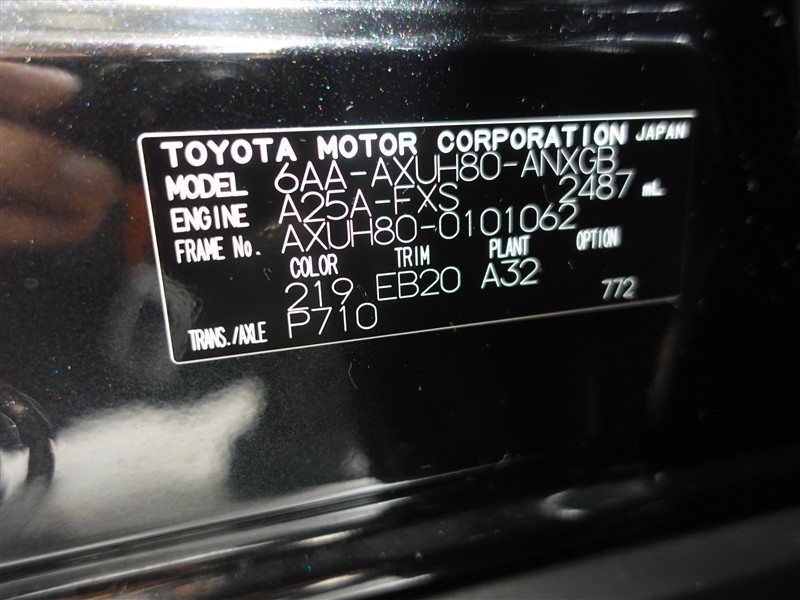 TOYOTA MOTOR CORPORATION JAPAN
MODEL 6AA-AXUH80-ANXGB
ENGINE A25A-FXS 2487 mL
FRAME No. AXUH80-0101062
COLOR TRIM PLANT OPTION
219 EB20 A32 772
TRANS./AXLE P710